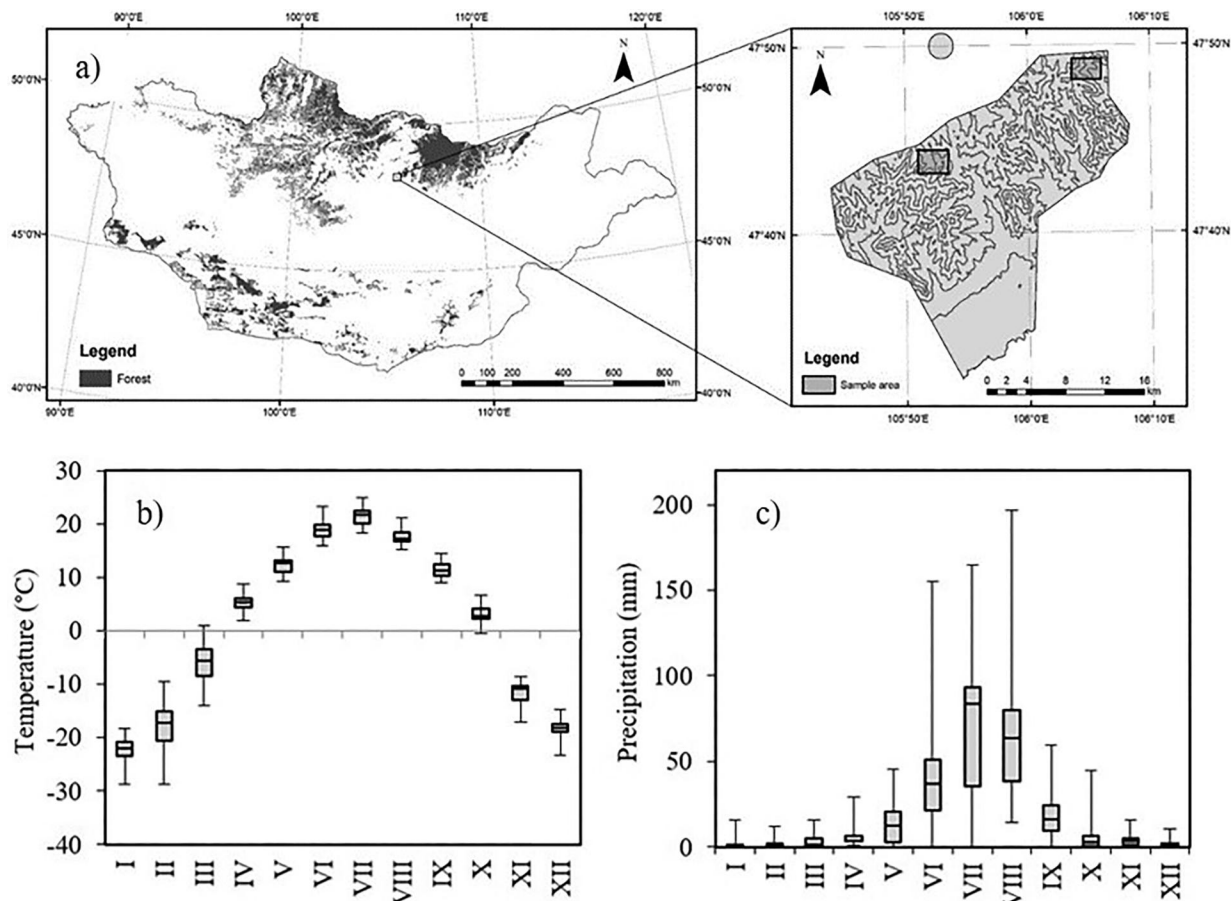 90°0'E 100°0'E 110°0'E 120°0'E
a)
N
50°0'N 50°0'N
45°0'N 45°0'N
40°0'N 40°0'N
Legend
Forest
0 100 200 400 600 800
km
90°0'E 100°0'E 110°0'E
105°50'E 106°0'E 106°10'E
47°50'N 47°50'N
N
47°40'N 47°40'N
Legend
Sample area
0 2 4 8 12 16
km
105°50'E 106°0'E 106°10'E
b)
Temperature (°C)
30
20
10
0
-10
-20
-30
-40
I II III IV V VI VII VIII IX X XI XII
c)
Precipitation (mm)
200
150
100
50
0
I II III IV V VI VII VIII IX X XI XII